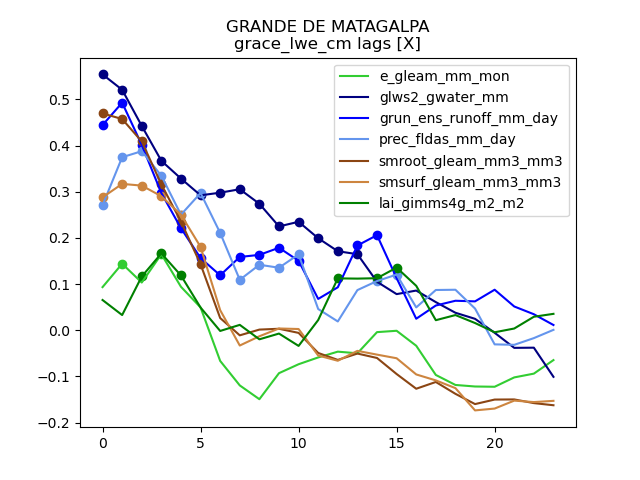 GRANDE DE MATAGALPA
grace_lwe_cm lags [X]
e_gleam_mm_mon
glws2_gwater_mm
grun_ens_runoff_mm_day
prec_fldas_mm_day
smroot_gleam_mm3_mm3
smsurf_gleam_mm3_mm3
lai_gimms4g_m2_m2
0.5
0.4
0.3
0.2
0.1
0.0
−0.1
−0.2
0 5 10 15 20